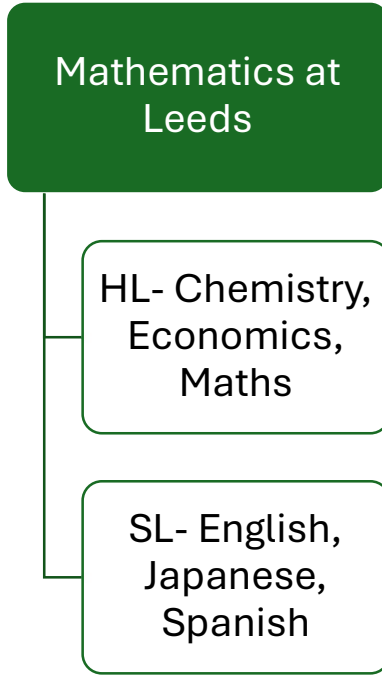 Mathematics at
Leeds
HL- Chemistry,
Economics,
Maths
SL- English,
Japanese,
Spanish